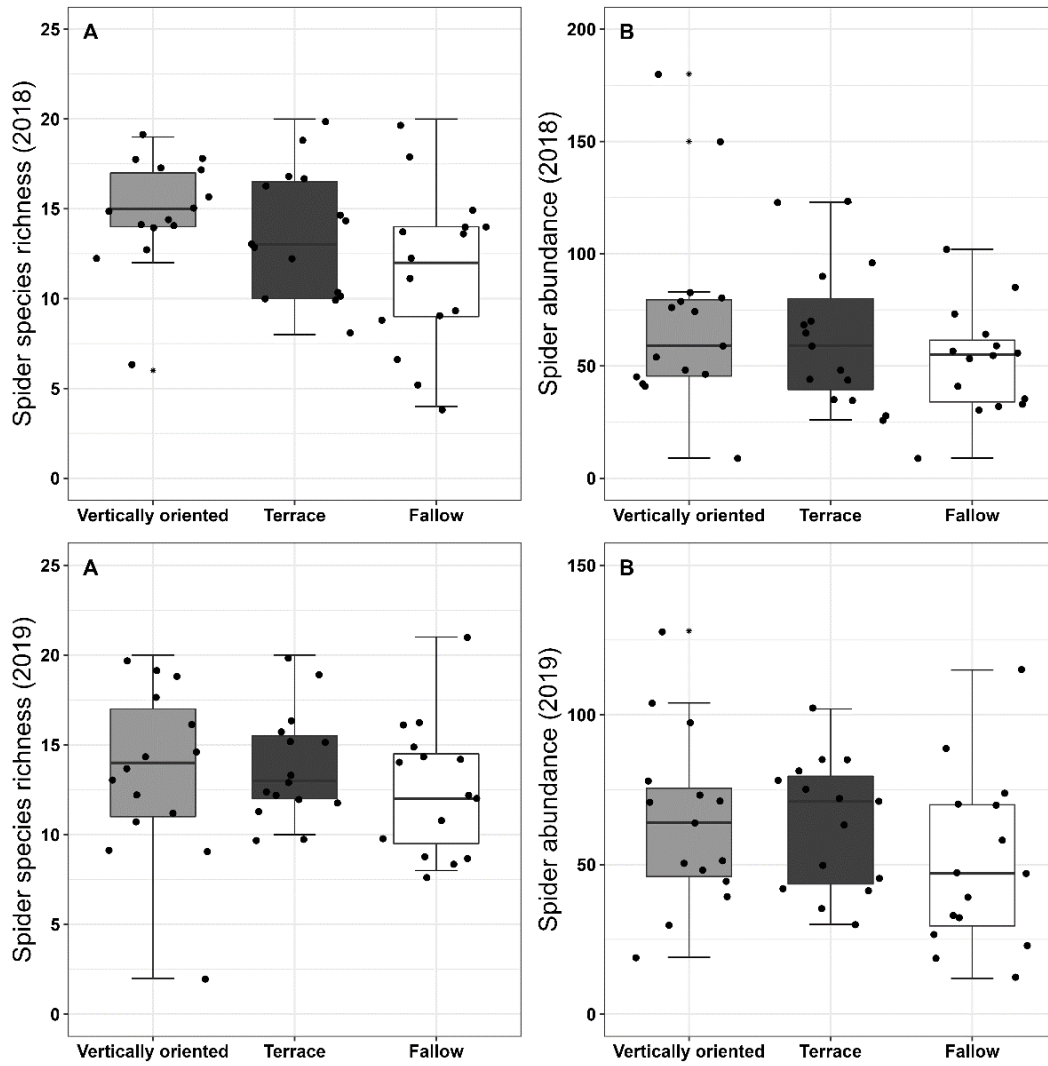 A
Spider species richness (2018)
25
20
15
10
5
0
Vertically oriented Terrace Fallow
B
Spider abundance (2018)
200
150
100
50
0
Vertically oriented Terrace Fallow
A
Spider species richness (2019)
25
20
15
10
5
0
Vertically oriented Terrace Fallow
B
Spider abundance (2019)
150
100
50
0
Vertically oriented Terrace Fallow